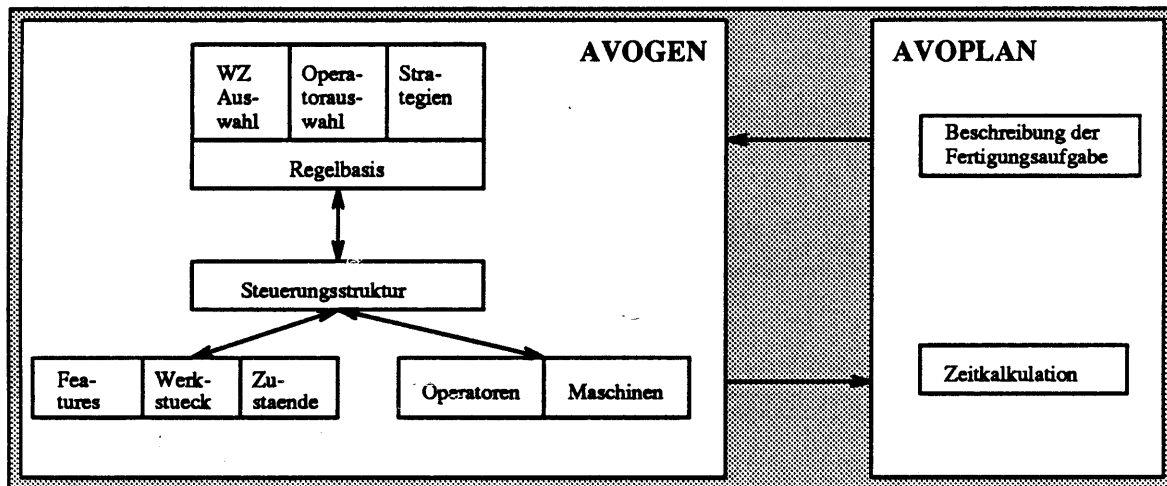 AVOGEN
WZ
Aus-
wahl
Opera-
toraus-
wahl
Stra-
tegien
Regelbasis
Steuerungsstruktur
Fea-
tures
Werk-
stueck
Zu-
staende
Operatoren
Maschinen
AVOPLAN
Beschreibung der
Fertigungsaufgabe
Zeitkalkulation